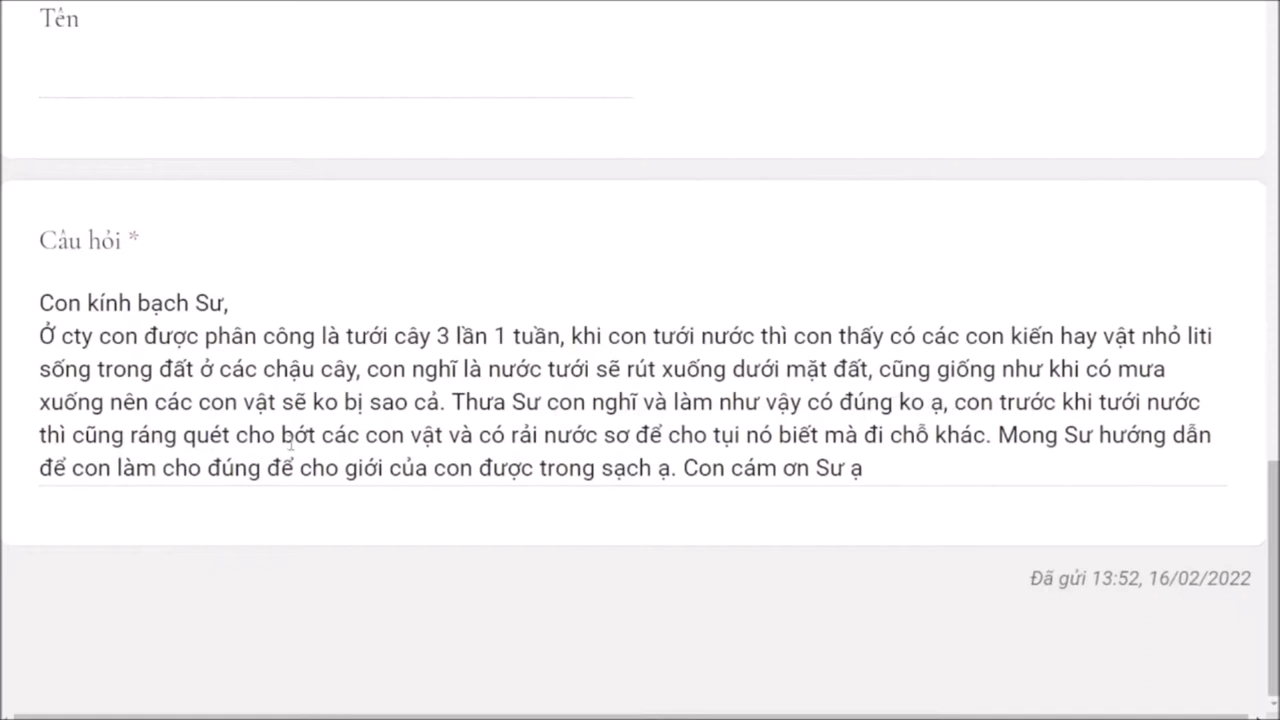 Tên
Câu hỏi *
Con kính bạch Sư,
Ở cty con được phân công là tưới cây 3 lần 1 tuần, khi con tưới nước thì con thấy có các con kiến hay vật nhỏ liti
sống trong đất ở các chậu cây, con nghĩ là nước tưới sẽ rút xuống dưới mặt đất, cũng giống như khi có mưa
xuống nên các con vật sẽ ko bị sao cả. Thưa Sư con nghĩ và làm như vậy có đúng ko ạ, con trước khi tưới nước
thì cũng ráng quét cho bớt các con vật và có rải nước sơ để cho tụi nó biết mà đi chỗ khác. Mong Sư hướng dẫn
để con làm cho đúng để cho giới của con được trong sạch ạ. Con cám ơn Sư ạ
Đã gửi 13:52, 16/02/2022